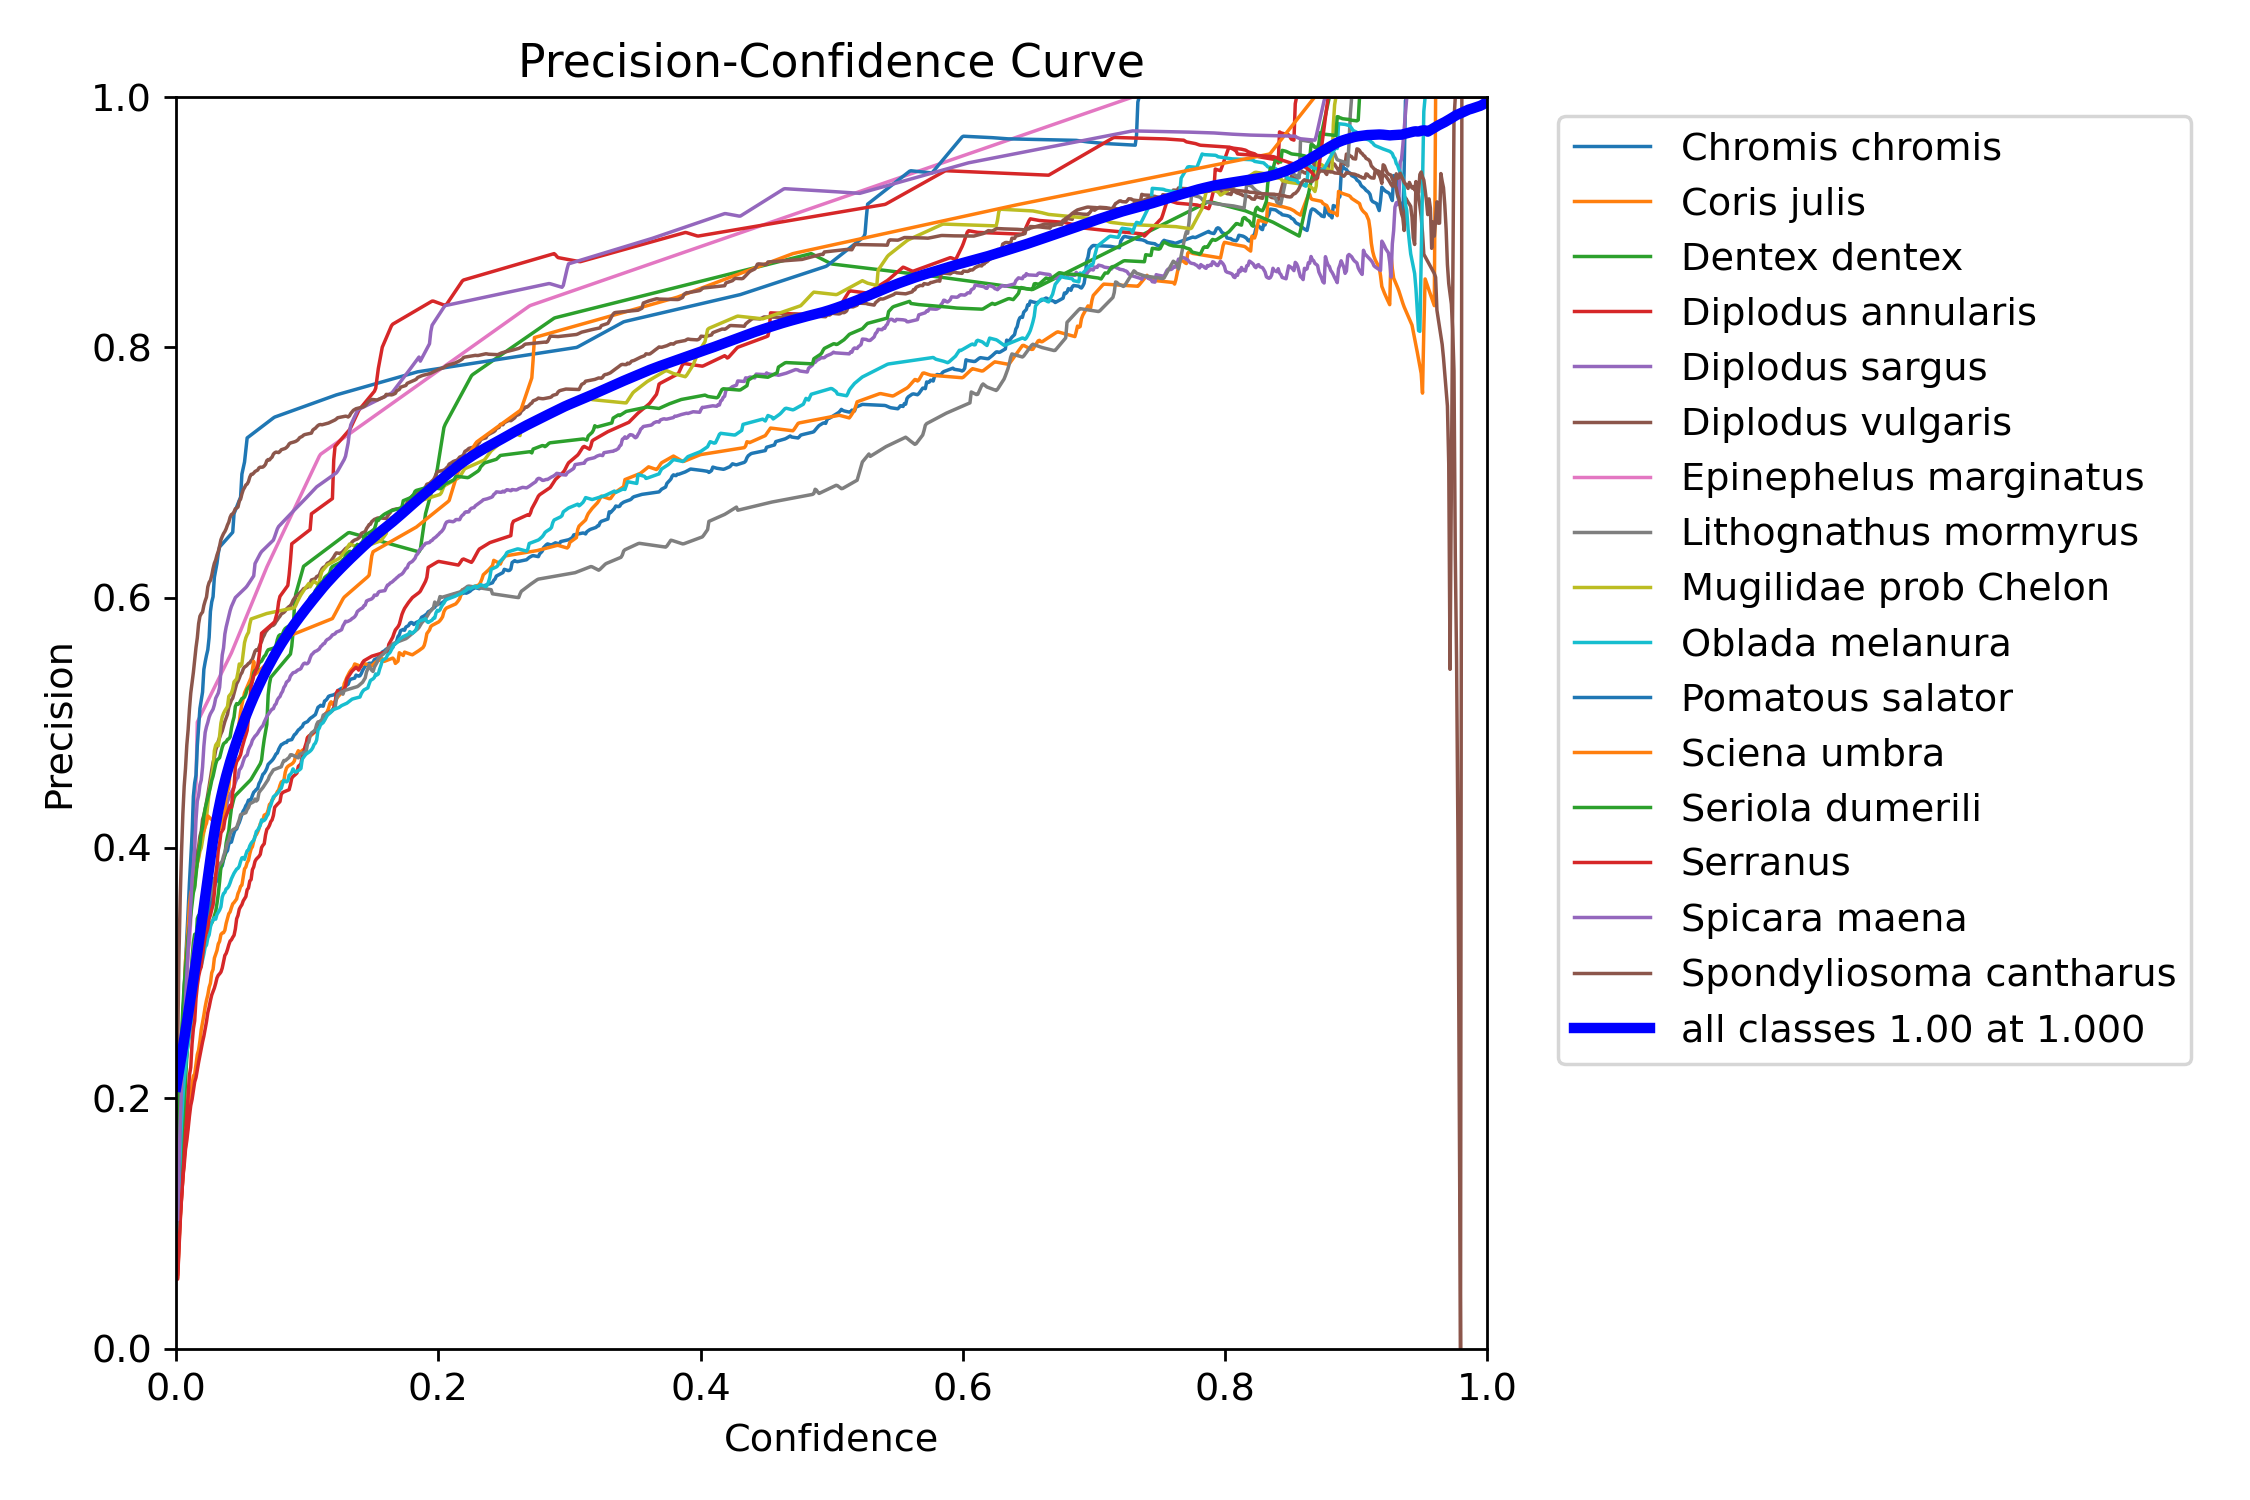 Precision-Confidence Curve
Precision
1.0
0.8
0.6
0.4
0.2
0.0
0.0 0.2 0.4 0.6 0.8 1.0
Confidence
Chromis chromis
Coris julis
Dentex dentex
Diplodus annularis
Diplodus sargus
Diplodus vulgaris
Epinephelus marginatus
Lithognathus mormyrus
Mugilidae prob Chelon
Oblada melanura
Pomatous salator
Sciena umbra
Seriola dumerili
Serranus
Spicara maena
Spondyliosoma cantharus
all classes 1.00 at 1.000